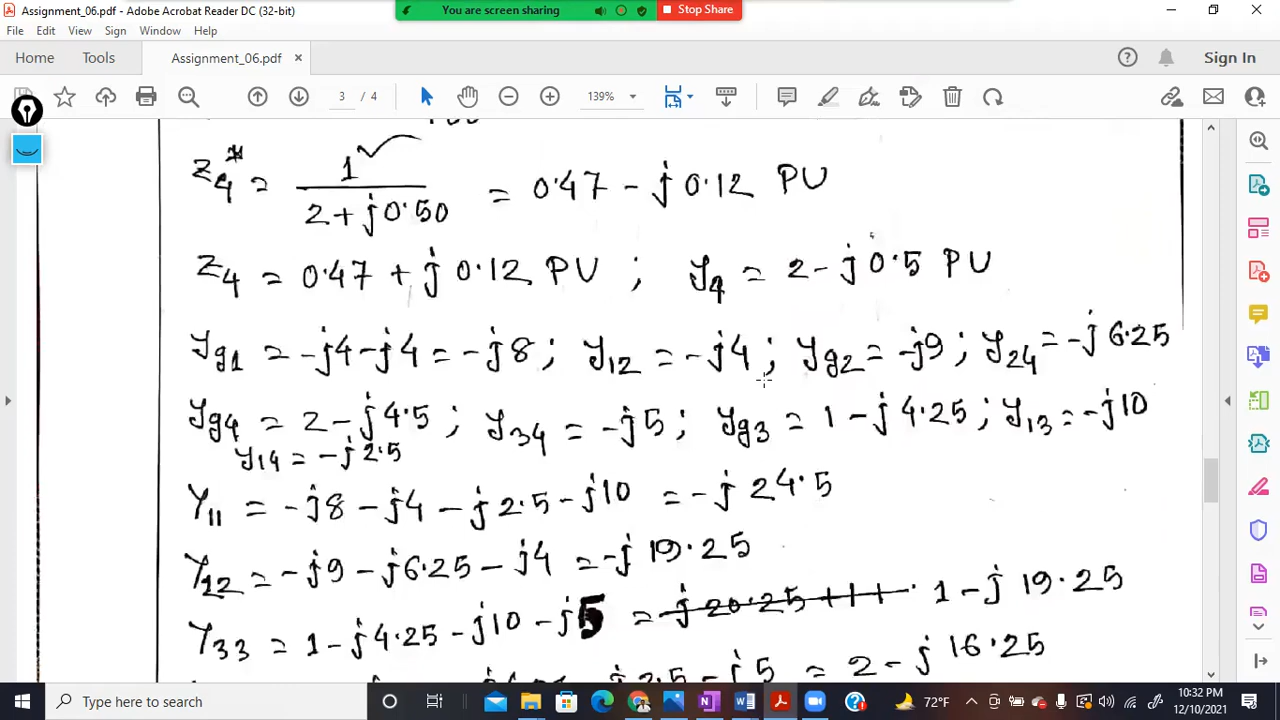 Assignment_06.pdf - Adobe Acrobat Reader DC (32-bit)
You are screen sharing
Stop Share
File Edit View Sign Window Help
Home Tools Assignment_06.pdf ×
Sign In
3 / 4
139%
Z4* = 1 / (2 + j0.50) = 0.47 - j0.12 PU
Z4 = 0.47 + j0.12 PU ; y4 = 2 - j0.5 PU
yg1 = -j4 - j4 = -j8 ; y12 = -j4 ; yg2 = -j9 ; y24 = -j6.25
yg4 = 2 - j4.5 ; y34 = -j5 ; yg3 = 1 - j4.25 ; y13 = -j10
y14 = -j2.5
Y11 = -j8 - j4 - j2.5 - j10 = -j24.5
Y22 = -j9 - j6.25 - j4 = -j19.25
Y33 = 1 - j4.25 - j10 - j5 = 1 - j19.25
- j5 = 2 - j16.25
Type here to search
72°F
10:32 PM
12/10/2021